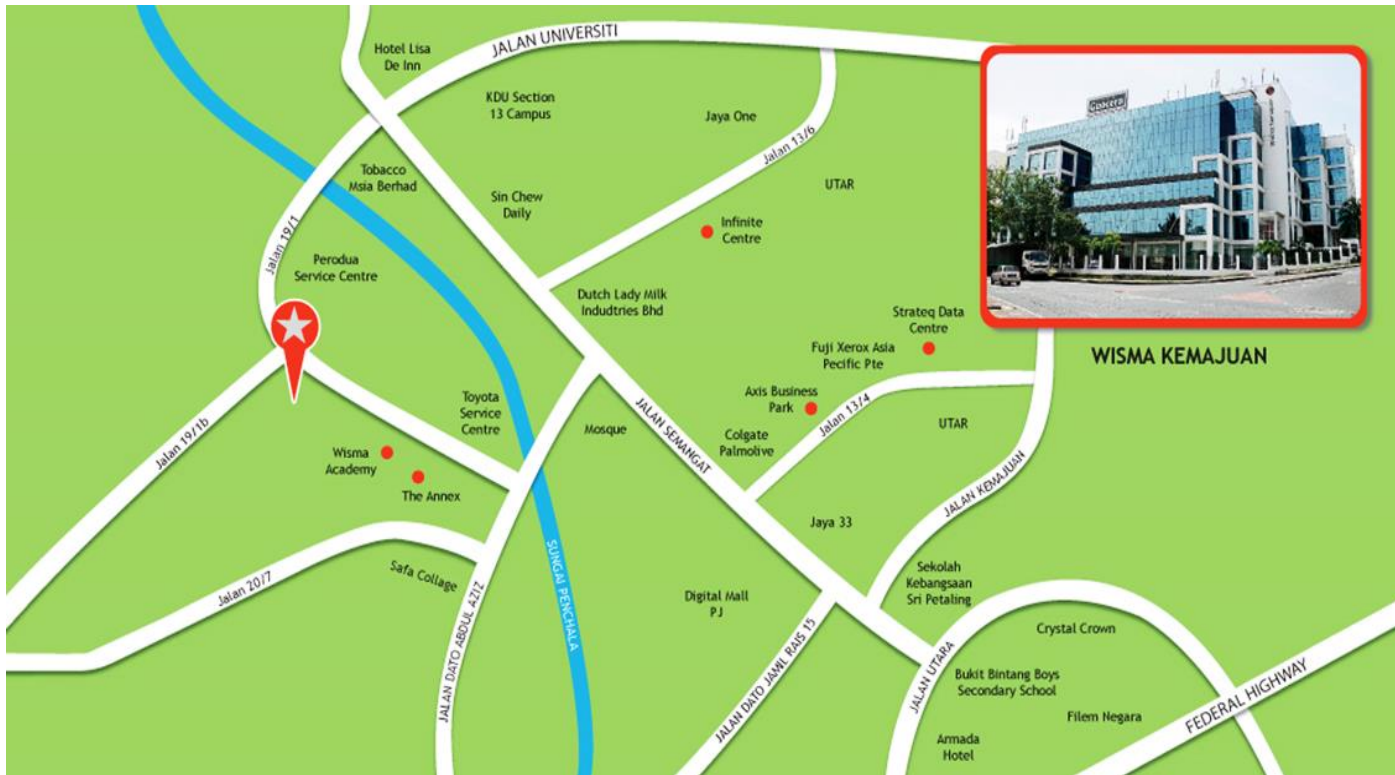 JALAN UNIVERSITI
Hotel Lisa
De Inn
KDU Section
13 Campus
Jaya One
Jalan 13/6
Tobacco
Msia Berhad
Sin Chew
Daily
UTAR
Infinite
Centre
Jalan 19/1
Perodua
Service Centre
Dutch Lady Milk
Indudtries Bhd
Strateq Data
Centre
Fuji Xerox Asia
Pecific Pte
WISMA KEMAJUAN
Axis Business
Park
Jalan 13/4
Toyota
Service
Centre
Mosque
JALAN SEMANGAT
Colgate
Palmolive
UTAR
Jalan 19/1b
Wisma
Academy
The Annex
JALAN KEMAJUAN
Jaya 33
Safa Collage
Jalan 20/7
SUNGAI PENCHALA
JALAN DATO ABDUL AZIZ
Digital Mall
PJ
Sekolah
Kebangsaan
Sri Petaling
JALAN DATO JAMIL RAIS 15
JALAN UTARA
Crystal Crown
Bukit Bintang Boys
Secondary School
Filem Negara
FEDERAL HIGHWAY
Armada
Hotel